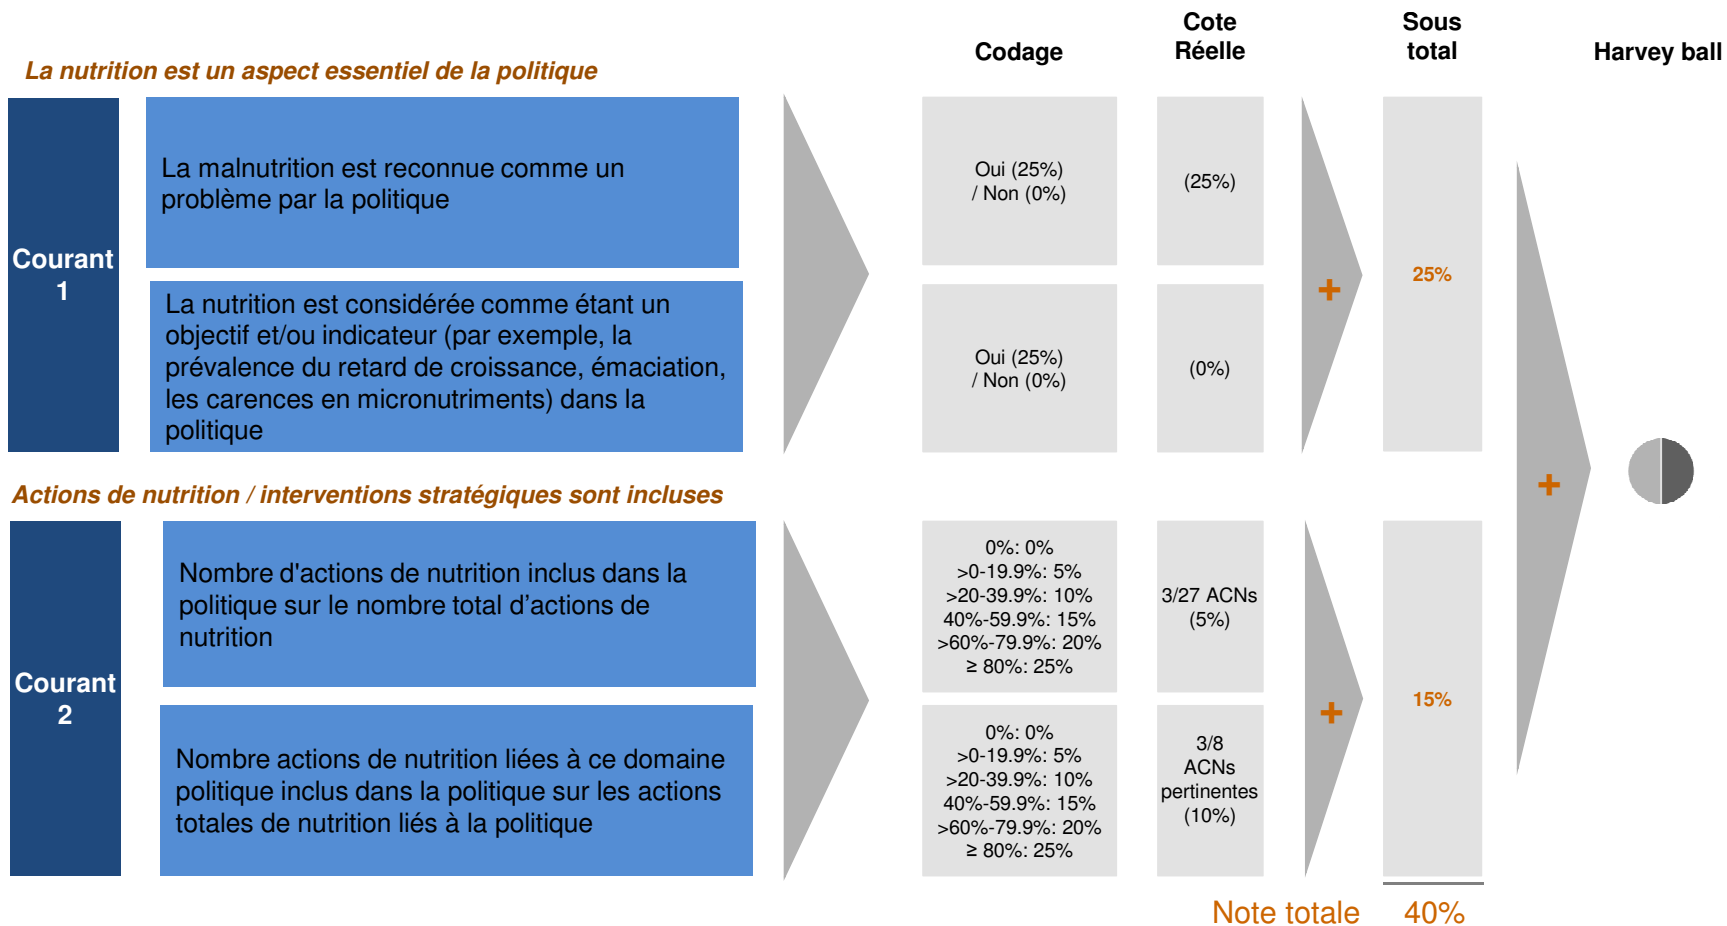 Codage
Cote
Réelle
Sous
total
Harvey ball
La nutrition est un aspect essentiel de la politique
Courant
1
La malnutrition est reconnue comme un
problème par la politique
Oui (25%)
/ Non (0%)
(25%)
La nutrition est considérée comme étant un
objectif et/ou indicateur (par exemple, la
prévalence du retard de croissance, émaciation,
les carences en micronutriments) dans la
politique
Oui (25%)
/ Non (0%)
(0%)
+
25%
+
Actions de nutrition / interventions stratégiques sont incluses
Courant
2
Nombre d'actions de nutrition inclus dans la
politique sur le nombre total d’actions de
nutrition
0%: 0%
>0-19.9%: 5%
>20-39.9%: 10%
40%-59.9%: 15%
>60%-79.9%: 20%
≥ 80%: 25%
3/27 ACNs
(5%)
Nombre actions de nutrition liées à ce domaine
politique inclus dans la politique sur les actions
totales de nutrition liés à la politique
0%: 0%
>0-19.9%: 5%
>20-39.9%: 10%
40%-59.9%: 15%
>60%-79.9%: 20%
≥ 80%: 25%
3/8
ACNs
pertinentes
(10%)
+
15%
Note totale 40%